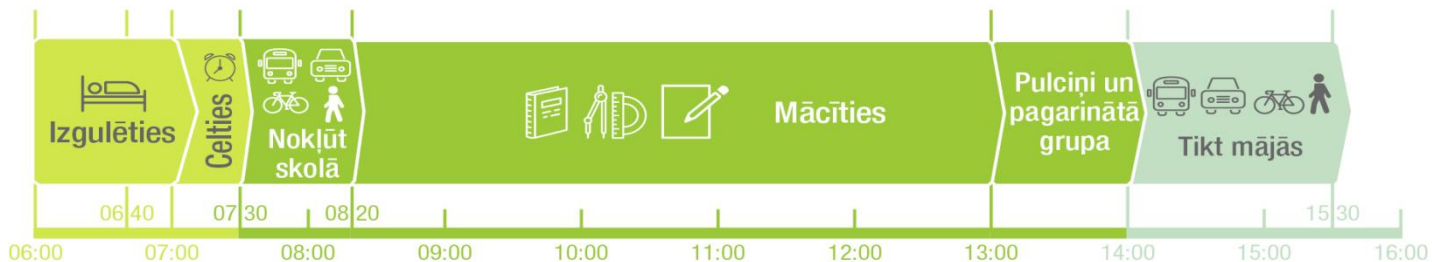 Izgulēties
Celties
Nokļūt
skolā
Mācīties
Pulciņi un
pagarinātā
grupa
Tikt mājās
06:40
07:30
08:20
15:30
06:00
07:00
08:00
09:00
10:00
11:00
12:00
13:00
14:00
15:00
16:00